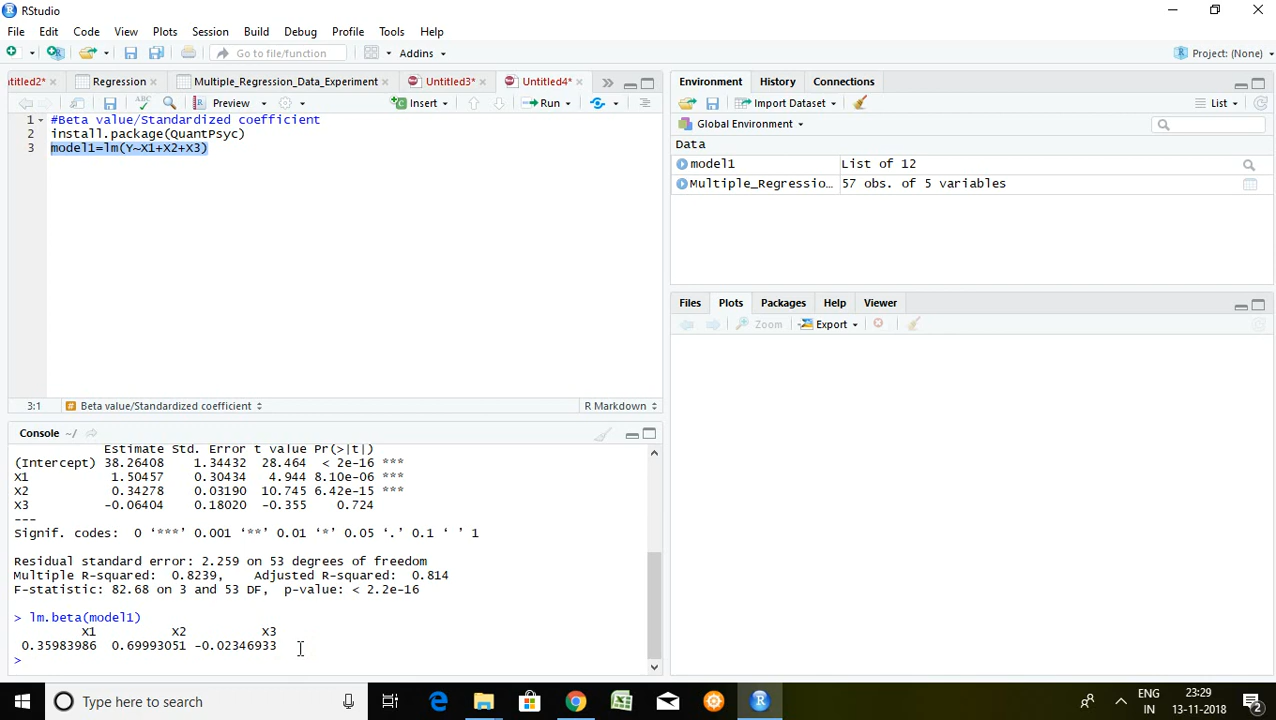 RStudio
File Edit Code View Plots Session Build Debug Profile Tools Help
Go to file/function Addins Project: (None)
ntitled2* Regression Multiple_Regression_Data_Experiment Untitled3* Untitled4*
Preview Insert Run
1 #Beta value/Standardized coefficient
2 install.package(QuantPsyc)
3 model1=lm(Y~X1+X2+X3)
3:1 # Beta value/Standardized coefficient R Markdown
Console ~/
Estimate Std. Error t value Pr(>|t|)
(Intercept) 38.26408 1.34432 28.464 < 2e-16 ***
X1 1.50457 0.30434 4.944 8.10e-06 ***
X2 0.34278 0.03190 10.745 6.42e-15 ***
X3 -0.06404 0.18020 -0.355 0.724
---
Signif. codes: 0 ‘***’ 0.001 ‘**’ 0.01 ‘*’ 0.05 ‘.’ 0.1 ‘ ’ 1
Residual standard error: 2.259 on 53 degrees of freedom
Multiple R-squared: 0.8239, Adjusted R-squared: 0.814
F-statistic: 82.68 on 3 and 53 DF, p-value: < 2.2e-16
> lm.beta(model1)
X1 X2 X3
0.35983986 0.69993051 -0.02346933
>
Environment History Connections
Import Dataset List
Global Environment
Data
model1 List of 12
Multiple_Regressio… 57 obs. of 5 variables
Files Plots Packages Help Viewer
Zoom Export
Type here to search
ENG
IN
23:29
13-11-2018
2